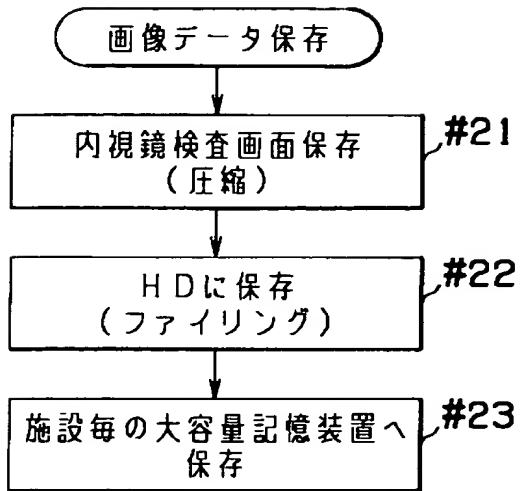 画像データ保存
内視鏡検査画面保存
(圧縮)
#21
HDに保存
(ファイリング)
#22
施設毎の大容量記憶装置へ
保存
#23